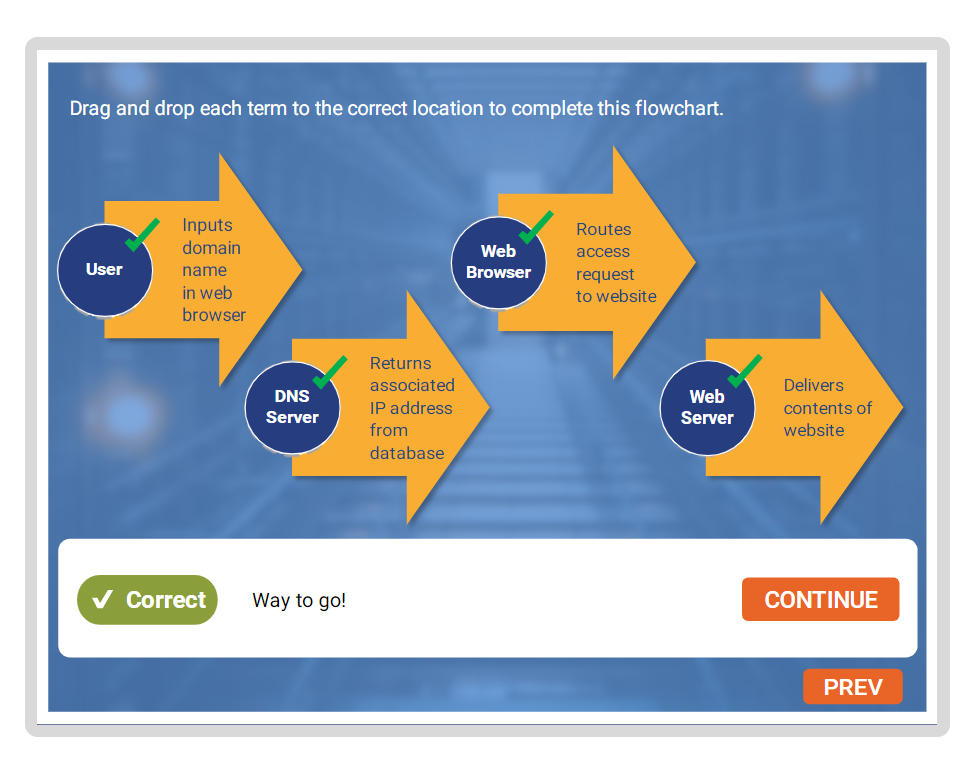 Drag and drop each term to the correct location to complete this flowchart.
User
Inputs
domain
name
in web
browser
DNS
Server
Returns
associated
IP address
from
database
Web
Browser
Routes
access
request
to website
Web
Server
Delivers
contents of
website
Correct
Way to go!
CONTINUE
PREV